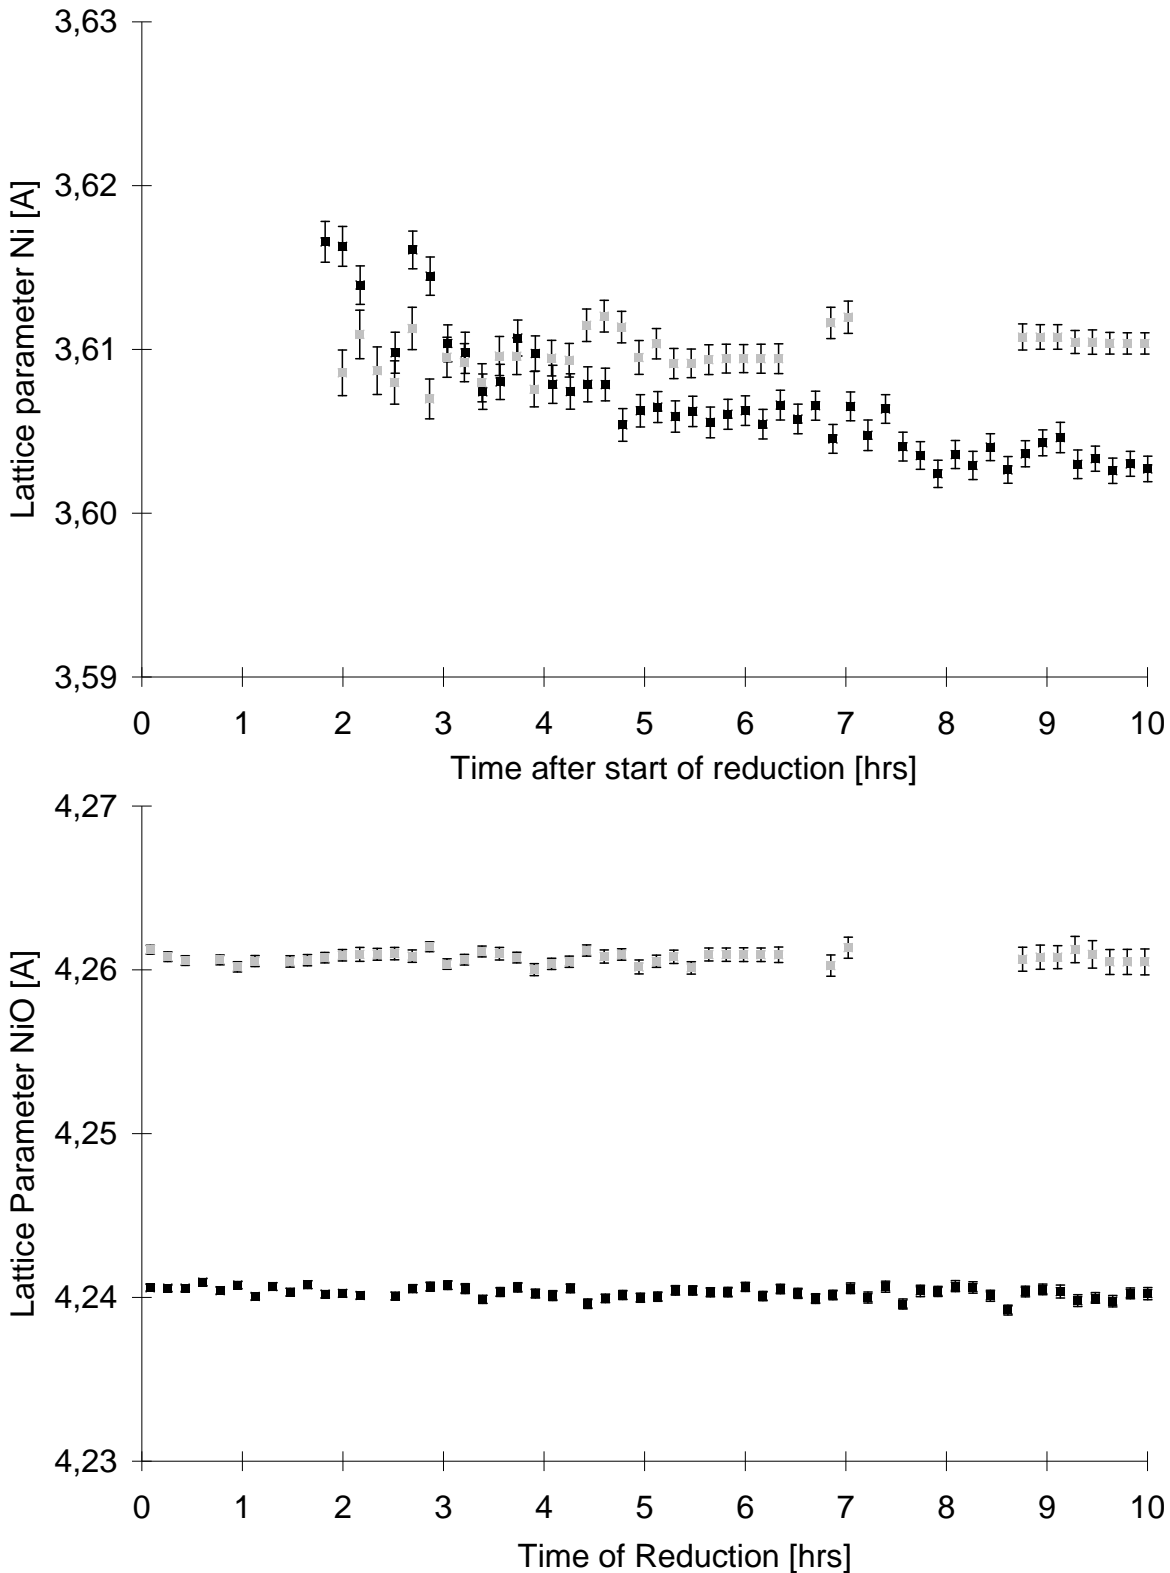 3,63
3,62
3,61
3,60
3,59
Lattice parameter Ni [A]
0 1 2 3 4 5 6 7 8 9 10
Time after start of reduction [hrs]
4,27
4,26
4,25
4,24
4,23
Lattice Parameter NiO [A]
0 1 2 3 4 5 6 7 8 9 10
Time of Reduction [hrs]